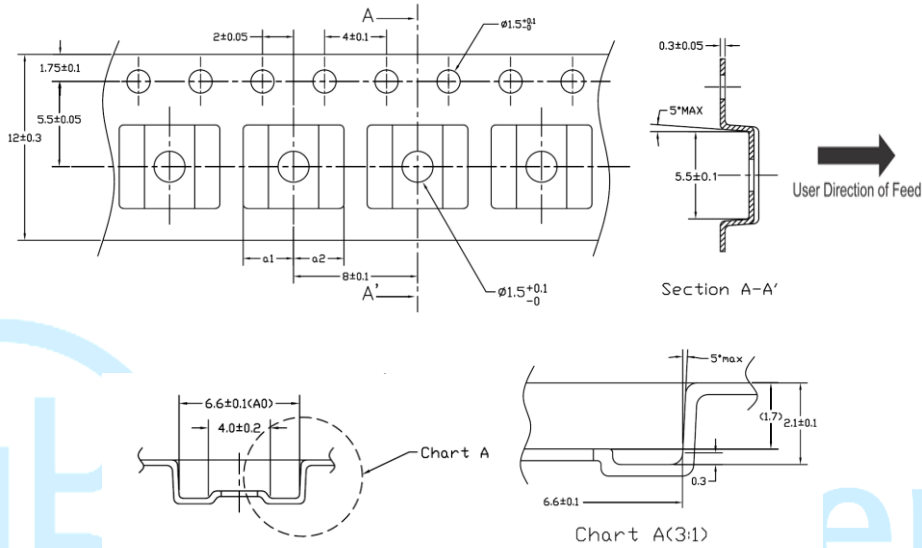 A
Ø1.5+0.1
-0
2±0.05
4±0.1
0.3±0.05
1.75±0.1
5°MAX
5.5±0.05
12±0.3
5.5±0.1
User Direction of Feed
a1
a2
8±0.1
A'
Ø1.5+0.1
-0
Section A-A'
5°max
6.6±0.1(A0)
4.0±0.2
(1.7)
2.1±0.1
Chart A
0.3
6.6±0.1
Chart A(3:1)